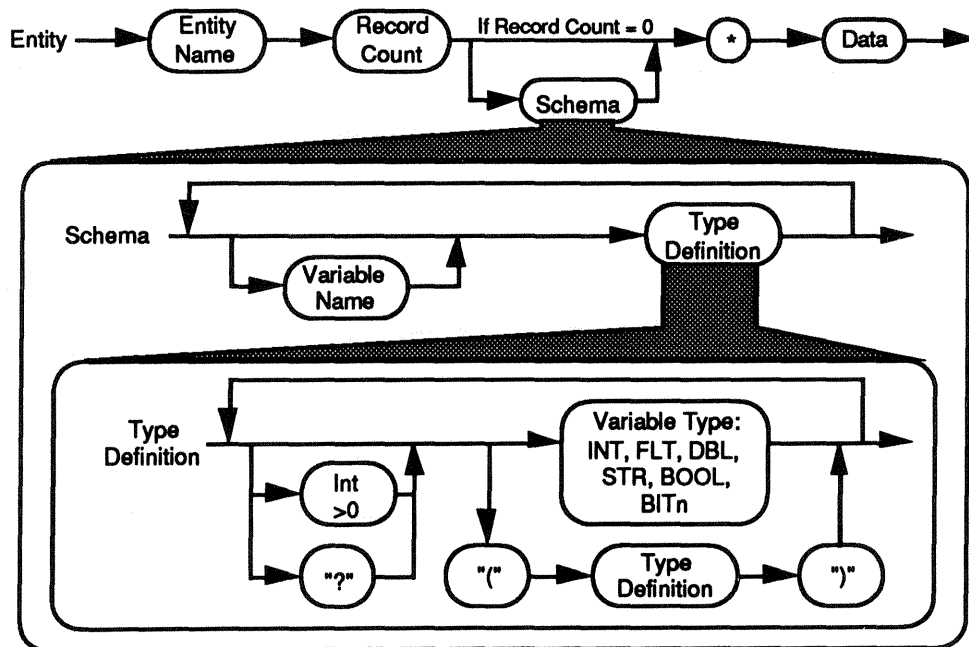 Entity
Entity
Name
Record
Count
If Record Count = 0
*
Data
Schema
Schema
Type
Definition
Variable
Name
Type
Definition
Variable Type:
INT, FLT, DBL,
STR, BOOL,
BITn
Int
>0
"?"
"("
Type
Definition
")"